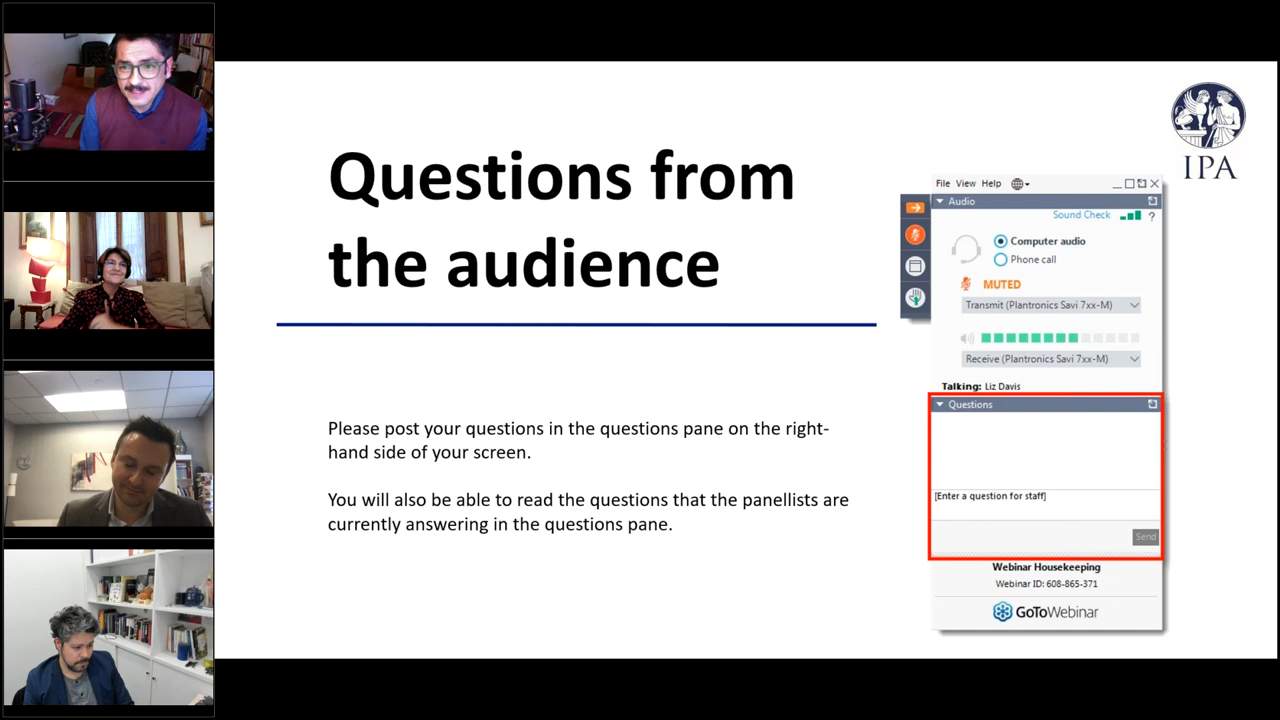 Questions from
the audience
Please post your questions in the questions pane on the right-
hand side of your screen.
You will also be able to read the questions that the panellists are
currently answering in the questions pane.
IPA
File View Help
Audio
Sound Check ?
Computer audio
Phone call
MUTED
Transmit (Plantronics Savi 7xx-M)
Receive (Plantronics Savi 7xx-M)
Talking: Liz Davis
Questions
[Enter a question for staff]
Send
Webinar Housekeeping
Webinar ID: 608-865-371
GoToWebinar